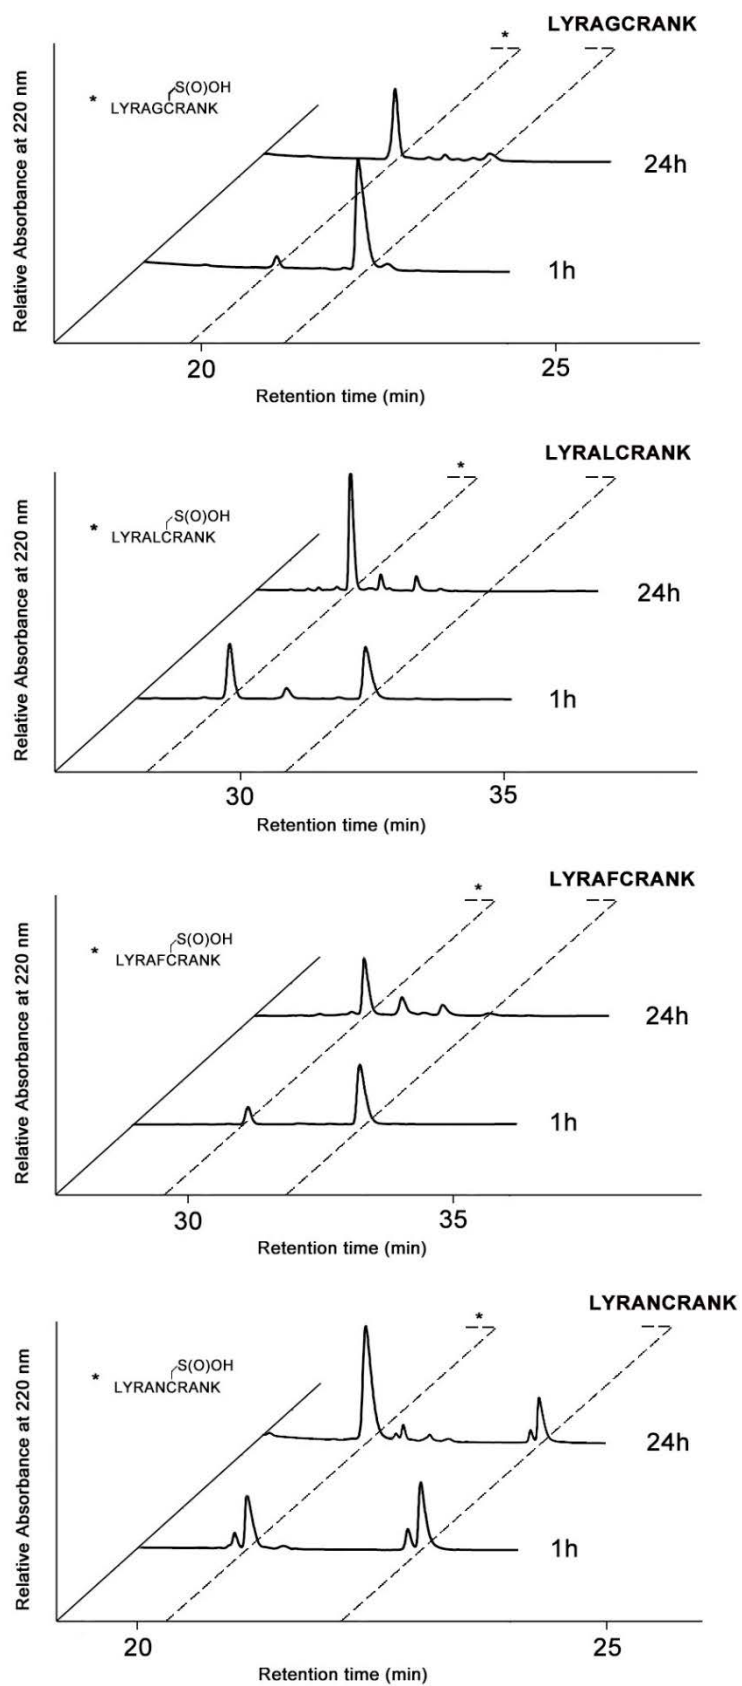 LYRAGCRANK
*
S(O)OH
* LYRAGCRANK
24h
1h
Relative Absorbance at 220 nm
20 25
Retention time (min)
LYRALCRANK
*
S(O)OH
* LYRALCRANK
24h
1h
Relative Absorbance at 220 nm
30 35
Retention time (min)
LYRAFCRANK
*
S(O)OH
* LYRAFCRANK
24h
1h
Relative Absorbance at 220 nm
30 35
Retention time (min)
LYRANCRANK
*
S(O)OH
* LYRANCRANK
24h
1h
Relative Absorbance at 220 nm
20 25
Retention time (min)